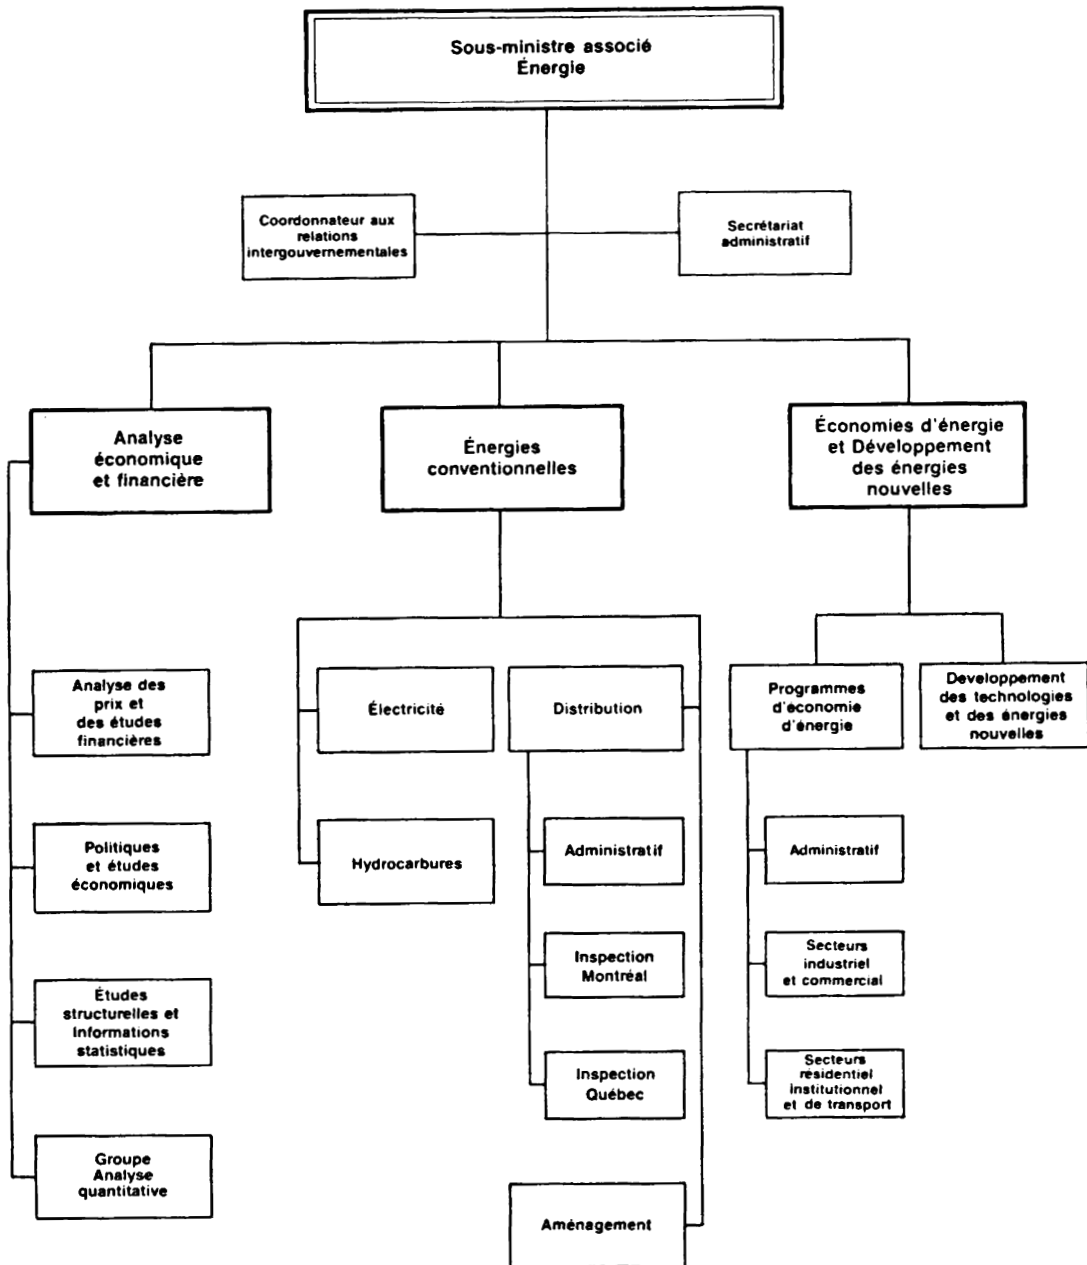 Sous-ministre associé
Énergie
Coordonnateur aux
relations
intergouvernementales
Secrétariat
administratif
Analyse
économique
et financière
Énergies
conventionnelles
Économies d'énergie
et Développement
des énergies
nouvelles
Analyse des
prix et
des études
financières
Électricité
Distribution
Programmes
d'économie
d'énergie
Developpement
des technologies
et des énergies
nouvelles
Politiques
et études
économiques
Hydrocarbures
Administratif
Administratif
Inspection
Montréal
Secteurs
industriel
et commercial
Études
structurelles et
Informations
statistiques
Inspection
Québec
Secteurs
résidentiel
institutionnel
et de transport
Groupe
Analyse
quantitative
Aménagement